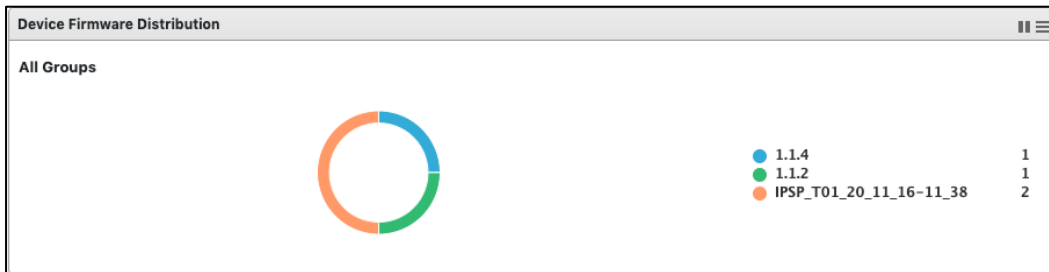 Device Firmware Distribution
All Groups
1.1.4 1
1.1.2 1
IPSP_T01_20_11_16-11_38 2